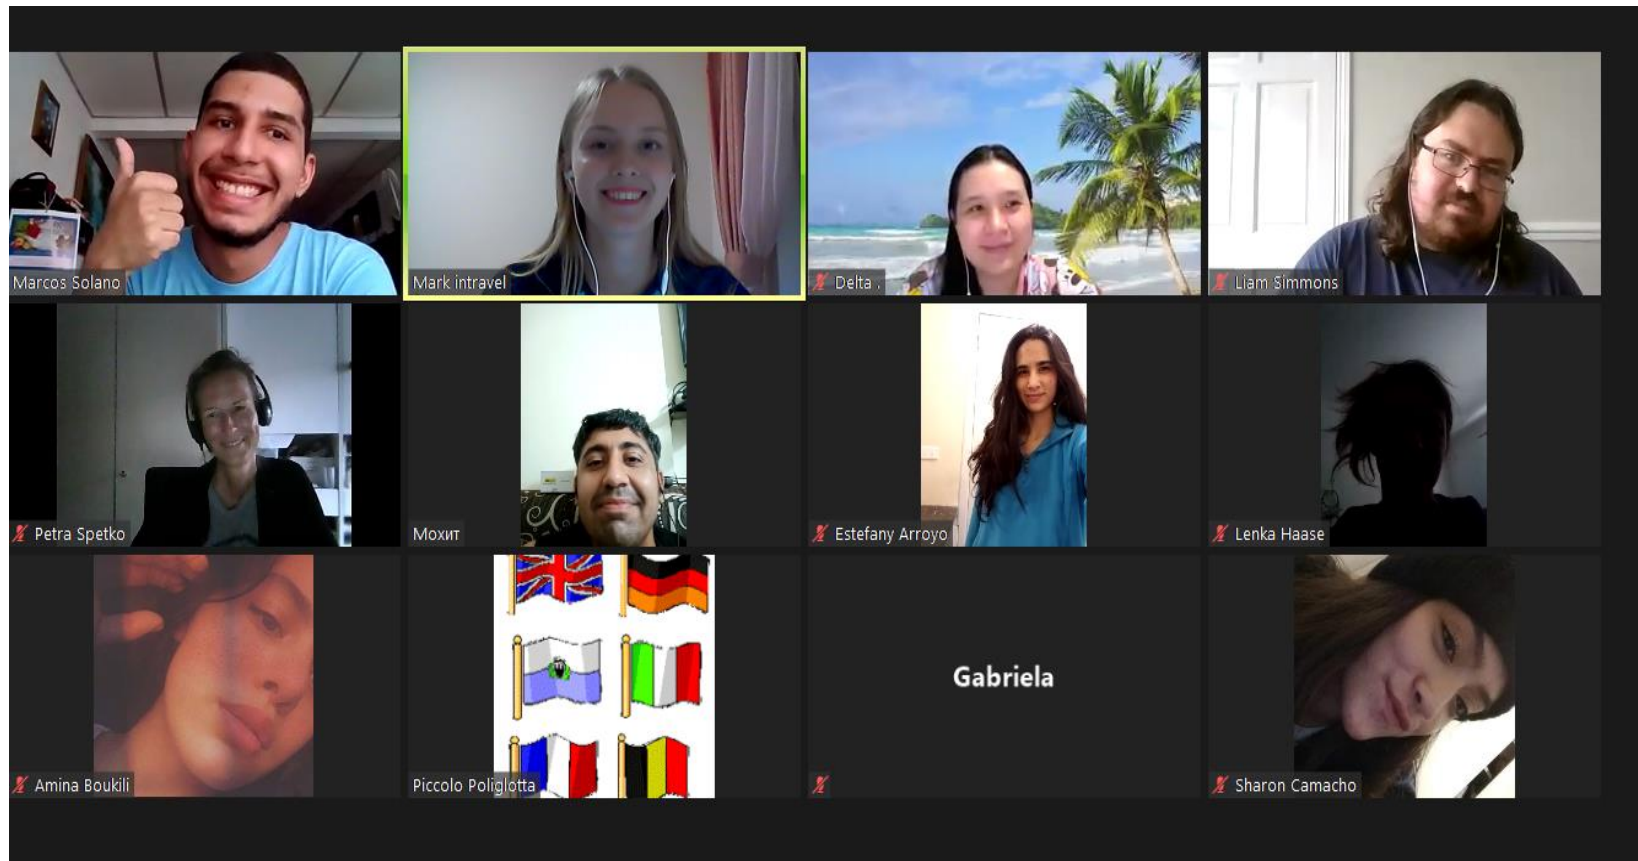 Marcos Solano
Mark intravel
Delta .
Liam Simmons
Petra Spetko
Мохит
Estefany Arroyo
Lenka Haase
Amina Boukili
Piccolo Poliglotta
Gabriela
Sharon Camacho